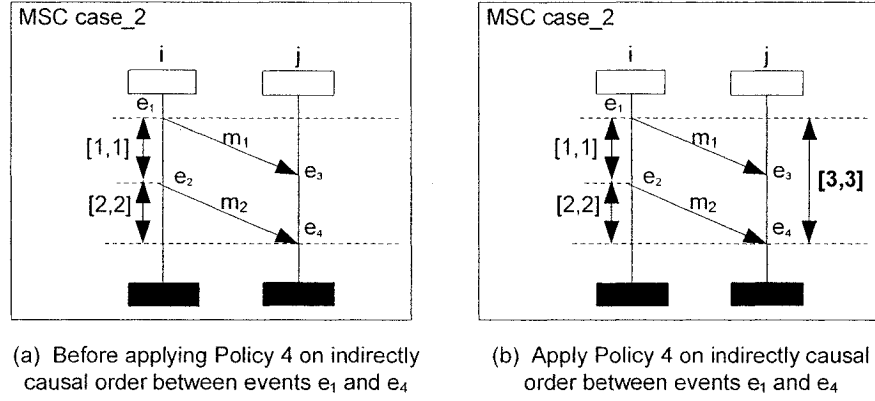 MSC case_2
i
j
e₁
m₁
[1,1]
e₂
e₃
[2,2]
m₂
e₄
(a) Before applying Policy 4 on indirectly
causal order between events e₁ and e₄
MSC case_2
i
j
e₁
m₁
[1,1]
e₂
e₃
[3,3]
[2,2]
m₂
e₄
(b) Apply Policy 4 on indirectly causal
order between events e₁ and e₄